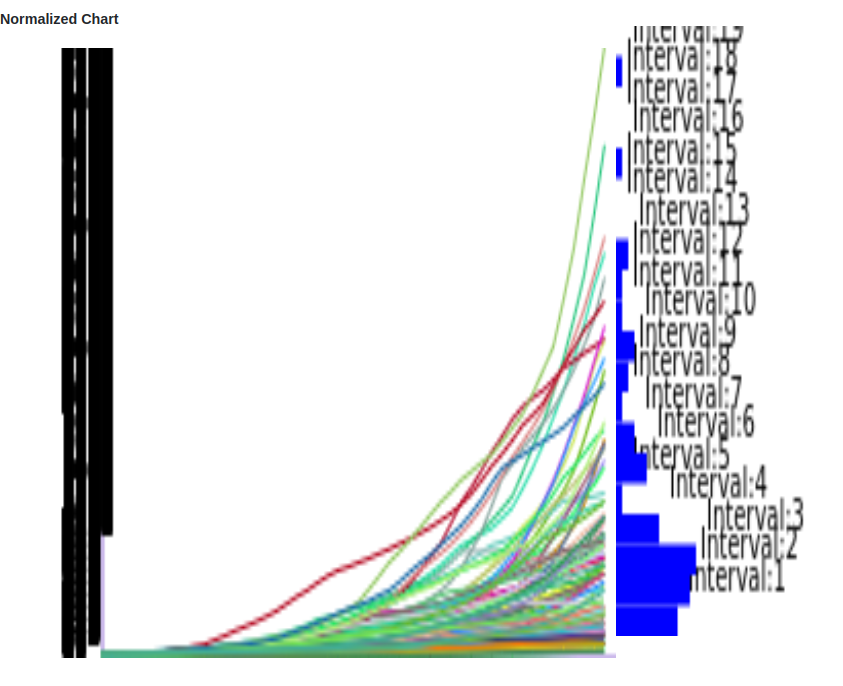 Normalized Chart
Interval:19
Interval:18
Interval:17
Interval:16
Interval:15
Interval:14
Interval:13
Interval:12
Interval:11
Interval:10
Interval:9
Interval:8
Interval:7
Interval:6
Interval:5
Interval:4
Interval:3
Interval:2
Interval:1